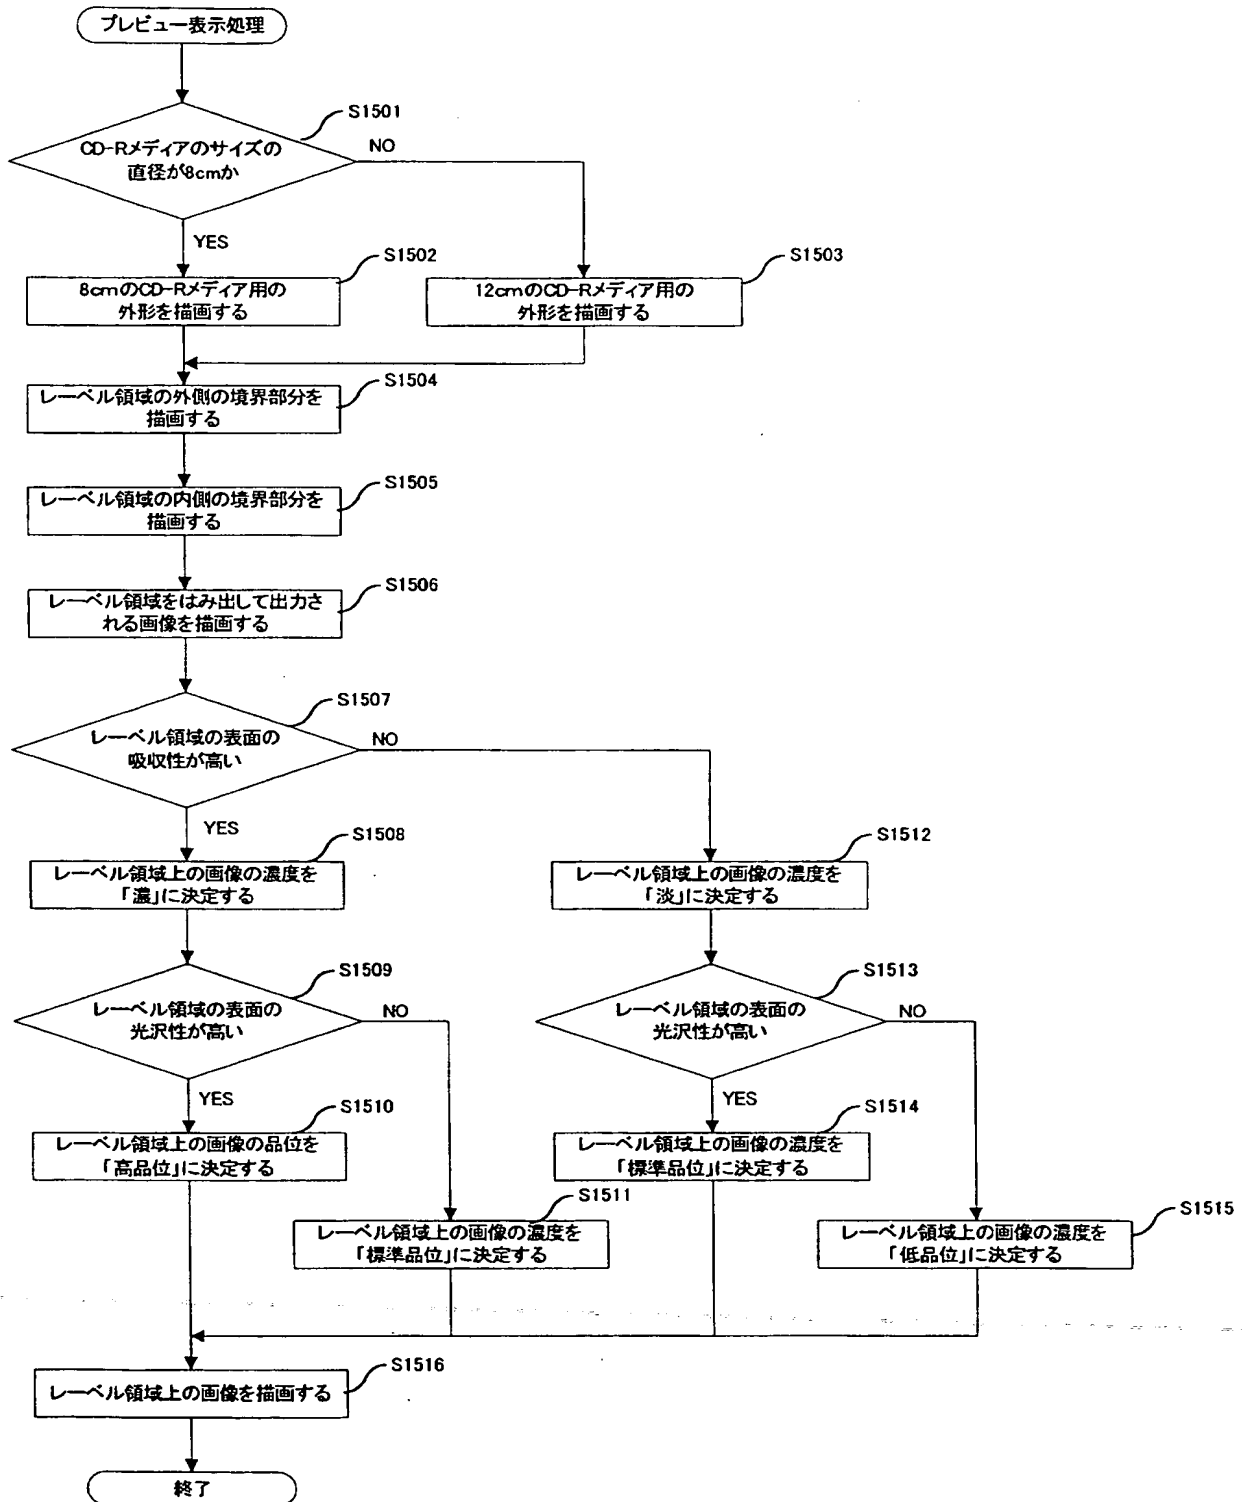 プレビュー表示処理
S1501
CD-Rメディアのサイズの
直径が8cmか
NO
YES
S1502
8cmのCD-Rメディア用の
外形を描画する
S1503
12cmのCD-Rメディア用の
外形を描画する
S1504
レーベル領域の外側の境界部分を
描画する
S1505
レーベル領域の内側の境界部分を
描画する
S1506
レーベル領域をはみ出して出力さ
れる画像を描画する
S1507
レーベル領域の表面の
吸収性が高い
NO
YES
S1508
レーベル領域上の画像の濃度を
「濃」に決定する
S1512
レーベル領域上の画像の濃度を
「淡」に決定する
S1509
レーベル領域の表面の
光沢性が高い
NO
YES
S1513
レーベル領域の表面の
光沢性が高い
NO
YES
S1510
レーベル領域上の画像の品位を
「高品位」に決定する
S1514
レーベル領域上の画像の濃度を
「標準品位」に決定する
S1511
レーベル領域上の画像の濃度を
「標準品位」に決定する
S1515
レーベル領域上の画像の濃度を
「低品位」に決定する
S1516
レーベル領域上の画像を描画する
終了